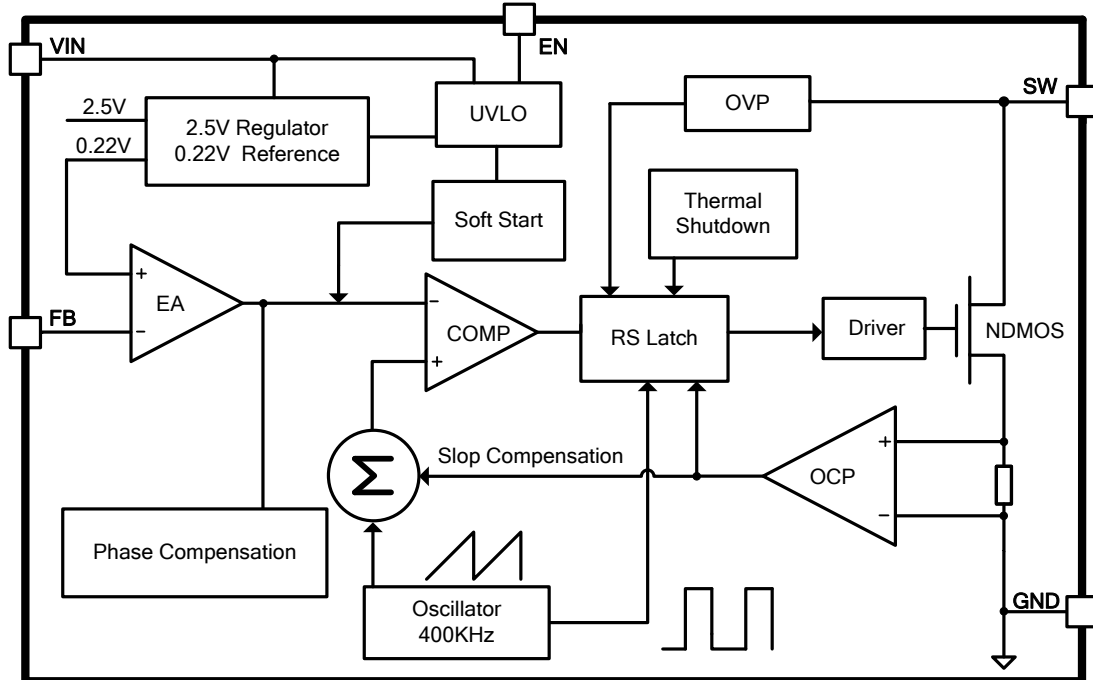 EN
VIN
SW
OVP
UVLO
2.5V
2.5V Regulator
0.22V Reference
0.22V
Thermal
Shutdown
Soft Start
+
EA
−
FB
−
COMP
+
RS Latch
Driver
NDMOS
Slop Compensation
Σ
+
OCP
−
Phase Compensation
Oscillator
400KHz
GND